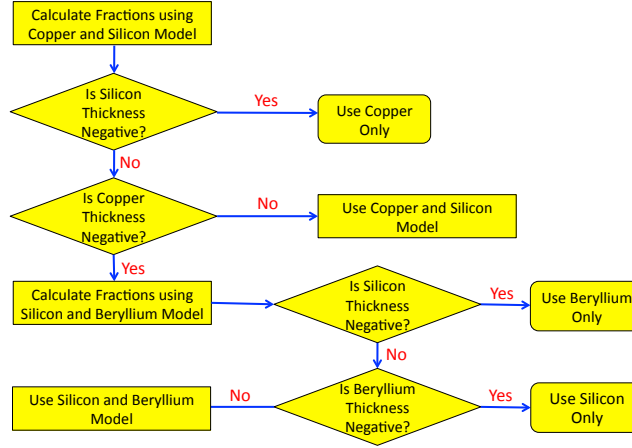 Calculate Fractions using
Copper and Silicon Model
Is Silicon
Thickness
Negative?
Yes
Use Copper
Only
No
Is Copper
Thickness
Negative?
No
Use Copper and Silicon
Model
Yes
Calculate Fractions using
Silicon and Beryllium Model
Is Silicon
Thickness
Negative?
Yes
Use Beryllium
Only
No
Use Silicon and Beryllium
Model
No
Is Beryllium
Thickness
Negative?
Yes
Use Silicon
Only